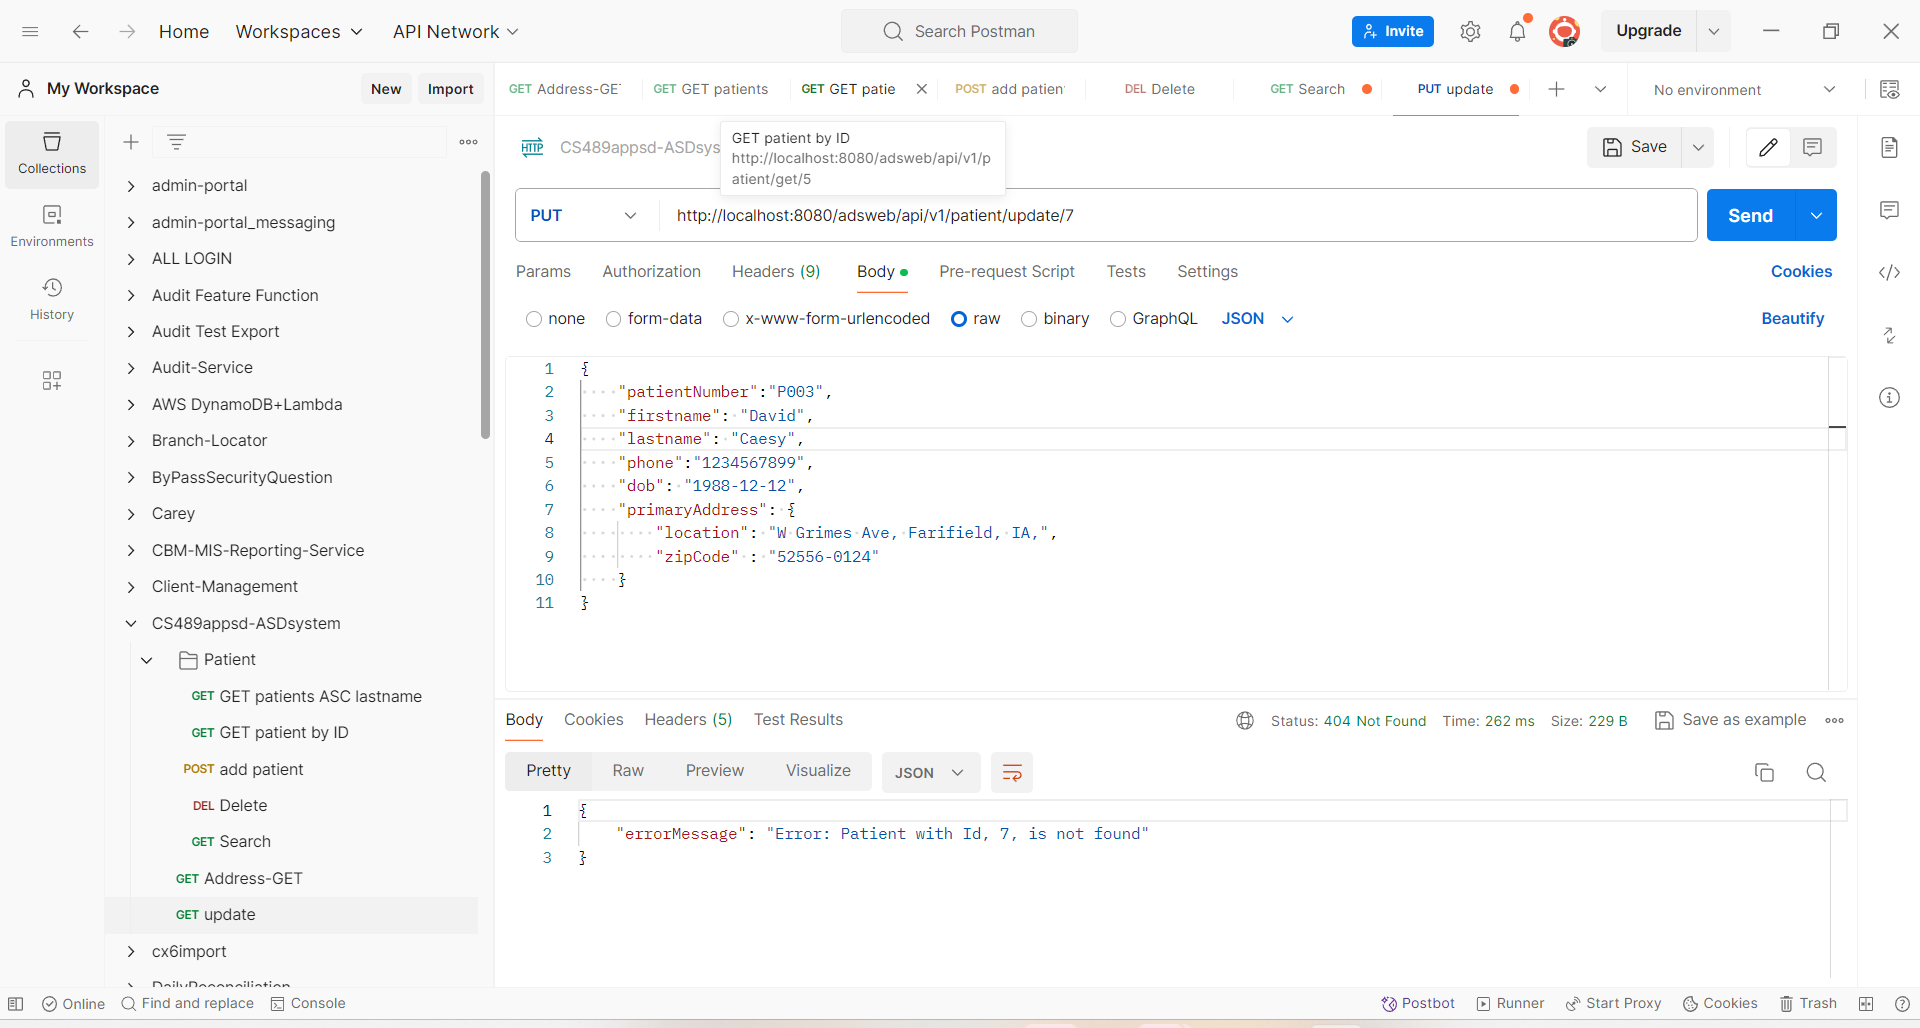 Home
Workspaces
API Network
Search Postman
Invite
Upgrade
My Workspace
New
Import
GET Address-GE
GET GET patients
GET GET patie
POST add patien
DEL Delete
GET Search
PUT update
No environment
Collections
Environments
History
admin-portal
admin-portal_messaging
ALL LOGIN
Audit Feature Function
Audit Test Export
Audit-Service
AWS DynamoDB+Lambda
Branch-Locator
ByPassSecurityQuestion
Carey
CBM-MIS-Reporting-Service
Client-Management
CS489appsd-ASDsystem
Patient
GET GET patients ASC lastname
GET GET patient by ID
POST add patient
DEL Delete
GET Search
GET Address-GET
GET update
cx6import
DailyReconciliation
HTTP
CS489appsd-ASDsys
GET patient by ID
http://localhost:8080/adsweb/api/v1/p
atient/get/5
Save
PUT
http://localhost:8080/adsweb/api/v1/patient/update/7
Send
Params
Authorization
Headers (9)
Body
Pre-request Script
Tests
Settings
Cookies
none
form-data
x-www-form-urlencoded
raw
binary
GraphQL
JSON
Beautify
1 {
2 "patientNumber":"P003",
3 "firstname": "David",
4 "lastname": "Caesy",
5 "phone":"1234567899",
6 "dob": "1988-12-12",
7 "primaryAddress": {
8 "location": "W Grimes Ave, Farifield, IA,",
9 "zipCode" : "52556-0124"
10 }
11 }
Body
Cookies
Headers (5)
Test Results
Status: 404 Not Found
Time: 262 ms
Size: 229 B
Save as example
Pretty
Raw
Preview
Visualize
JSON
1 {
2 "errorMessage": "Error: Patient with Id, 7, is not found"
3 }
Online
Find and replace
Console
Postbot
Runner
Start Proxy
Cookies
Trash